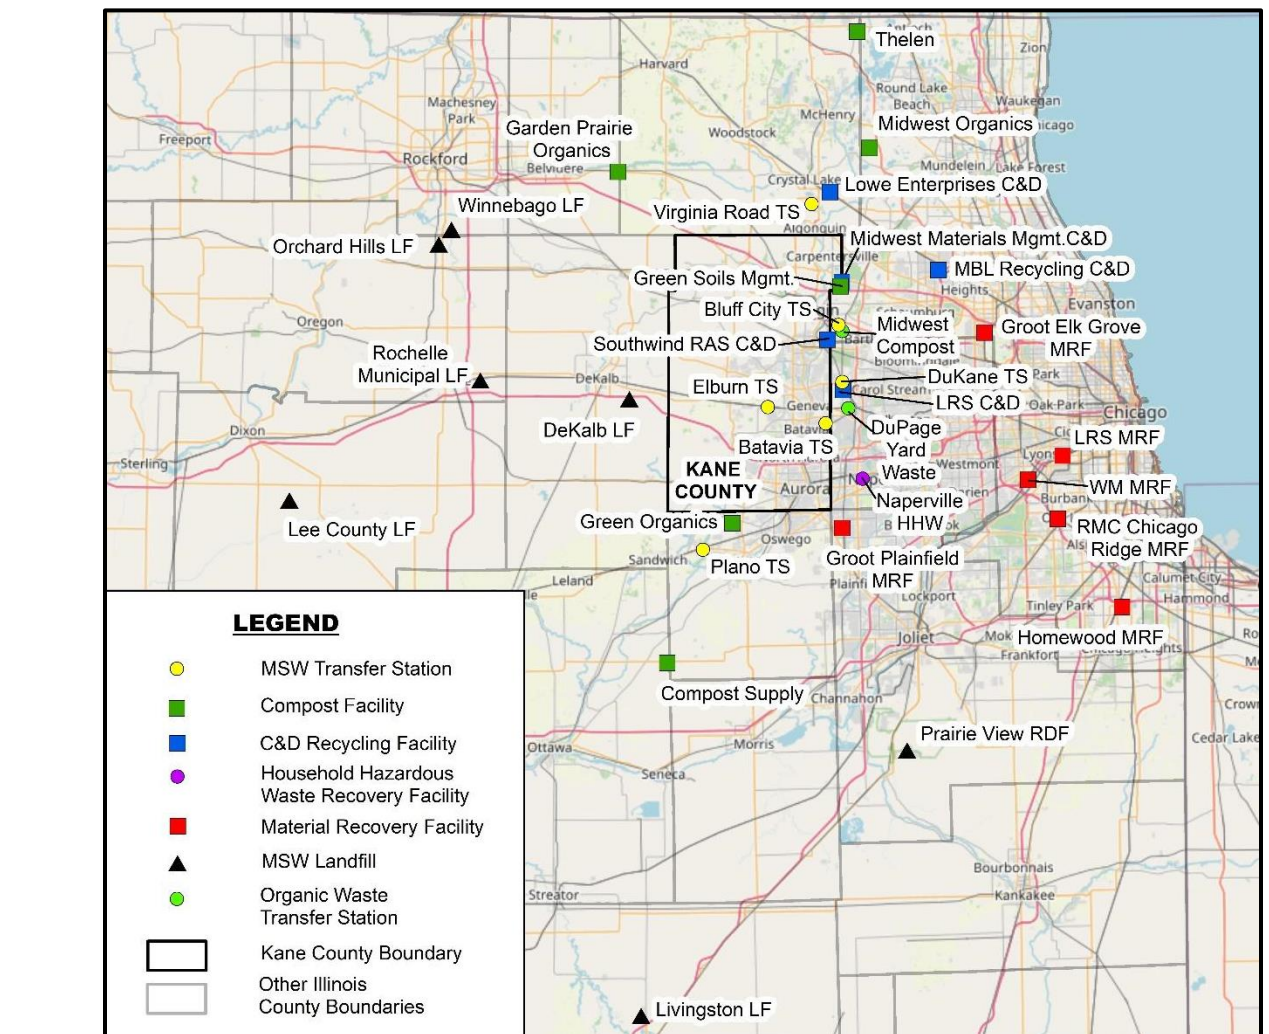 Thelen
Zion
Harvard
Machesney
Park
Round Lake
Beach
Waukegan
McHenry
Freeport
Garden Prairie
Organics
Woodstock
Midwest Organics
Rockford
Belvidere
Mundelein
Lake Forest
Crystal Lake
Lowe Enterprises C&D
Winnebago LF
Virginia Road TS
Algonquin
Orchard Hills LF
Midwest Materials Mgmt.C&D
Carpentersville
Green Soils Mgmt.
MBL Recycling C&D
Heights
Bluff City TS
Evanston
Oregon
Midwest
Compost
Groot Elk Grove
MRF
Southwind RAS C&D
Rochelle
Municipal LF
DeKalb
Elburn TS
DuKane TS
Park
Carol Stream
LRS C&D
Oak Park
Chicago
DeKalb LF
Geneva
Batavia
Dixon
Batavia TS
DuPage
Yard
Waste
LRS MRF
Lyons
Sterling
KANE
COUNTY
Westmont
WM MRF
Aurora
Naperville
HHW
Burbank
Lee County LF
Green Organics
RMC Chicago
Ridge MRF
Oswego
Sandwich
Plano TS
Groot Plainfield
MRF
Leland
Calumet City
Hammond
Lockport
Tinley Park
LEGEND
Joliet
Homewood MRF
Frankfort
MSW Transfer Station
Compost Supply
Channahon
Compost Facility
Prairie View RDF
C&D Recycling Facility
Ottawa
Morris
Cedar Lake
Household Hazardous
Waste Recovery Facility
Seneca
Material Recovery Facility
MSW Landfill
Bourbonnais
Organic Waste
Transfer Station
Streator
Kankakee
Kane County Boundary
Other Illinois
County Boundaries
Livingston LF